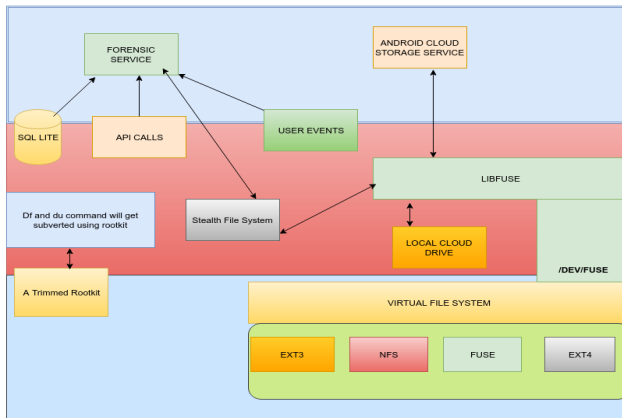 FORENSIC
SERVICE
ANDROID CLOUD
STORAGE SERVICE
SQL LITE
API CALLS
USER EVENTS
LIBFUSE
Df and du command will get
subverted using rootkit
Stealth File System
LOCAL CLOUD
DRIVE
/DEV/FUSE
A Trimmed Rootkit
VIRTUAL FILE SYSTEM
EXT3
NFS
FUSE
EXT4